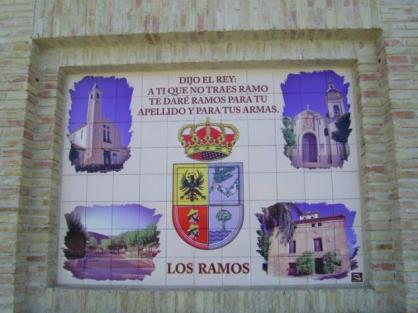 DIJO EL REY:
A TI QUE NO TRAES RAMO
TE DARÉ RAMOS PARA TU
APELLIDO Y PARA TUS ARMAS.
LOS RAMOS